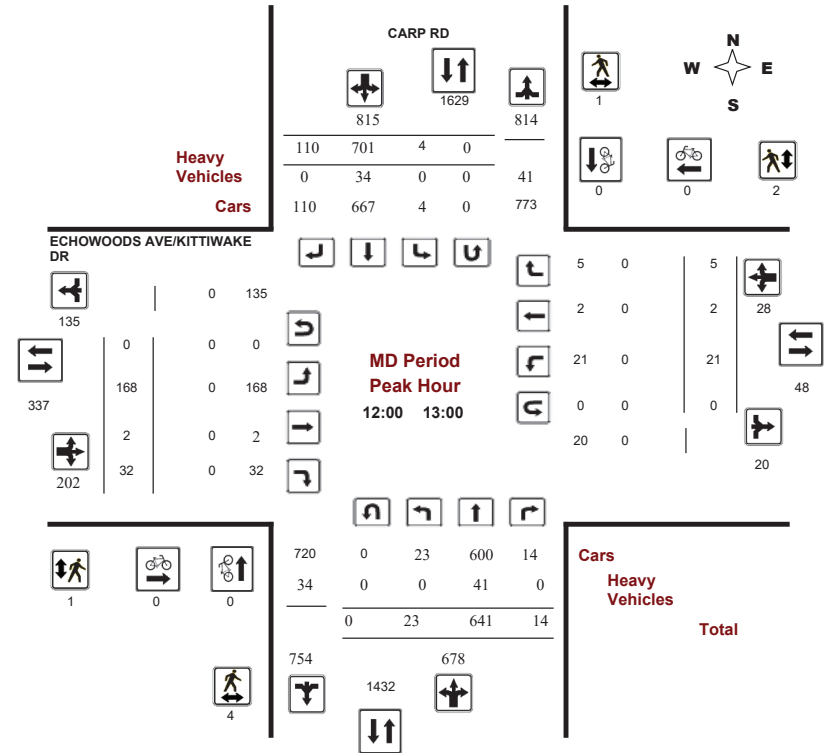 CARP RD
N
W E
S
1629
1
815 814
110 701 4 0
Heavy
Vehicles 0 34 0 0 41
Cars 110 667 4 0 773
0 0 2
ECHOWOODS AVE/KITTIWAKE
DR
135
0 135
5 0 5
2 0 2
28
0 0 0
168 0 168
337
21 0 21
48
MD Period
Peak Hour
12:00 13:00
0 0 0
2 0 2
20 0
20
32 0 32
202
720 0 23 600 14 Cars
34 0 0 41 0 Heavy
Vehicles
0 23 641 14
Total
1 0 0
754 678
1432
4